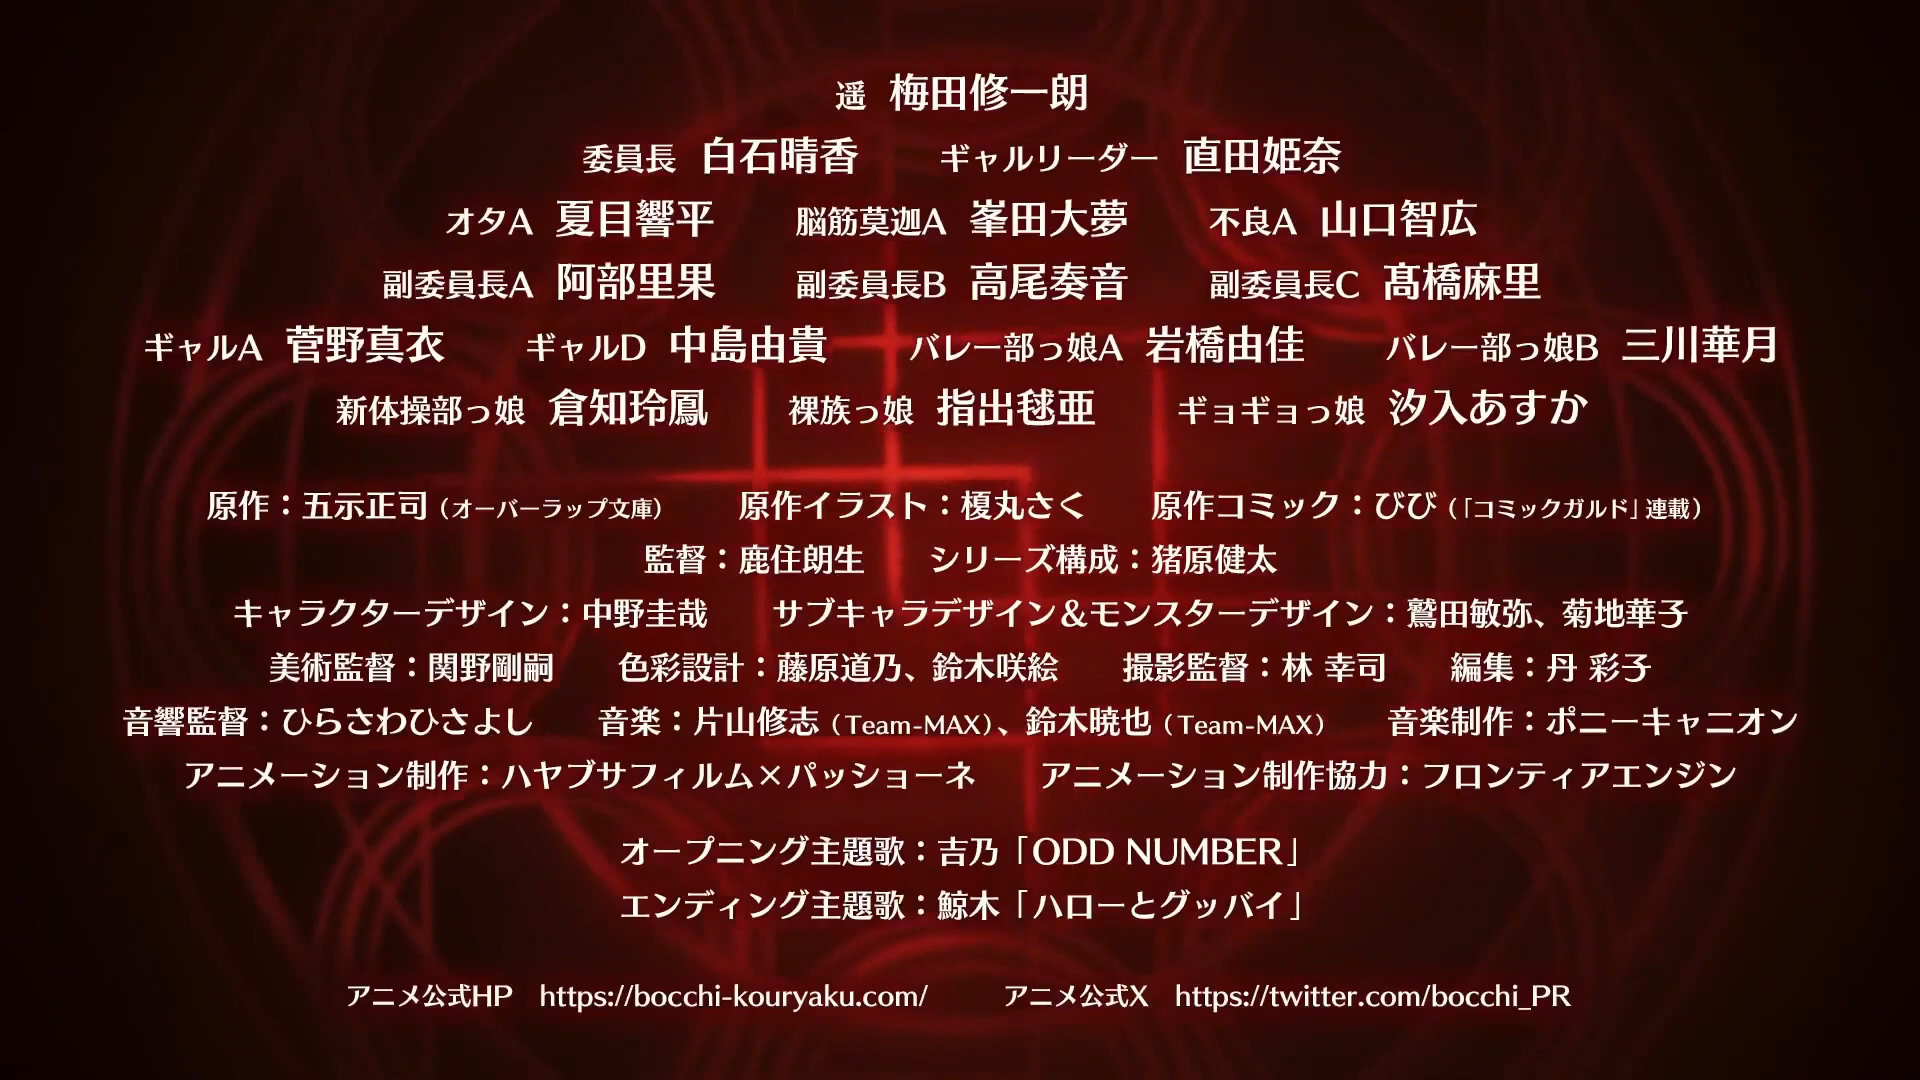 遥 梅田修一朗
委員長 白石晴香 ギャルリーダー 直田姫奈
オタA 夏目響平 脳筋莫迦A 峯田大夢 不良A 山口智広
副委員長A 阿部里果 副委員長B 高尾奏音 副委員長C 髙橋麻里
ギャルA 菅野真衣 ギャルD 中島由貴 バレー部っ娘A 岩橋由佳 バレー部っ娘B 三川華月
新体操部っ娘 倉知玲鳳 裸族っ娘 指出毬亜 ギョギョっ娘 汐入あすか
原作：五示正司（オーバーラップ文庫） 原作イラスト：榎丸さく 原作コミック：びび（「コミックガルド」連載）
監督：鹿住朗生 シリーズ構成：猪原健太
キャラクターデザイン：中野圭哉 サブキャラデザイン＆モンスターデザイン：鷲田敏弥、菊地華子
美術監督：関野剛嗣 色彩設計：藤原道乃、鈴木咲絵 撮影監督：林 幸司 編集：丹 彩子
音響監督：ひらさわひさよし 音楽：片山修志（Team-MAX）、鈴木暁也（Team-MAX） 音楽制作：ポニーキャニオン
アニメーション制作：ハヤブサフィルム×パッショーネ アニメーション制作協力：フロンティアエンジン
オープニング主題歌：吉乃「ODD NUMBER」
エンディング主題歌：鯨木「ハローとグッバイ」
アニメ公式HP https://bocchi-kouryaku.com/ アニメ公式X https://twitter.com/bocchi_PR